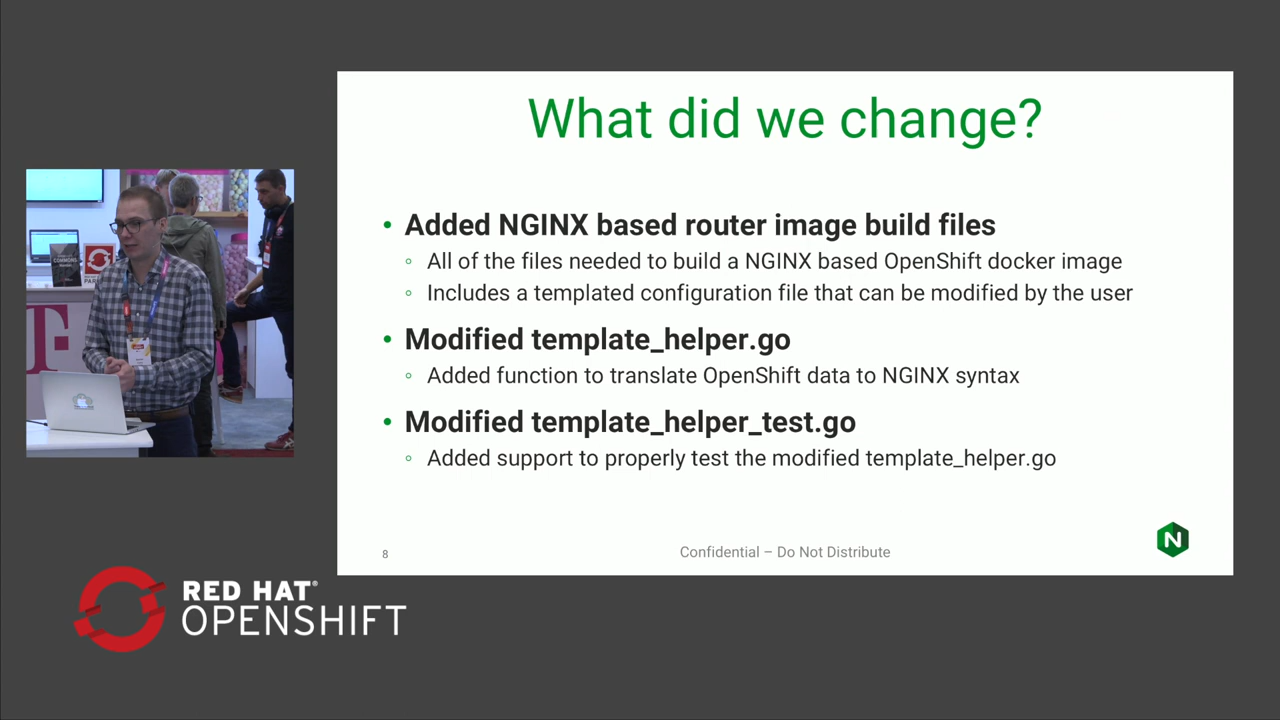 What did we change?
• Added NGINX based router image build files
◦ All of the files needed to build a NGINX based OpenShift docker image
◦ Includes a templated configuration file that can be modified by the user
• Modified template_helper.go
◦ Added function to translate OpenShift data to NGINX syntax
• Modified template_helper_test.go
◦ Added support to properly test the modified template_helper.go
8
Confidential – Do Not Distribute
N
RED HAT®
OPENSHIFT
COMMONS
T